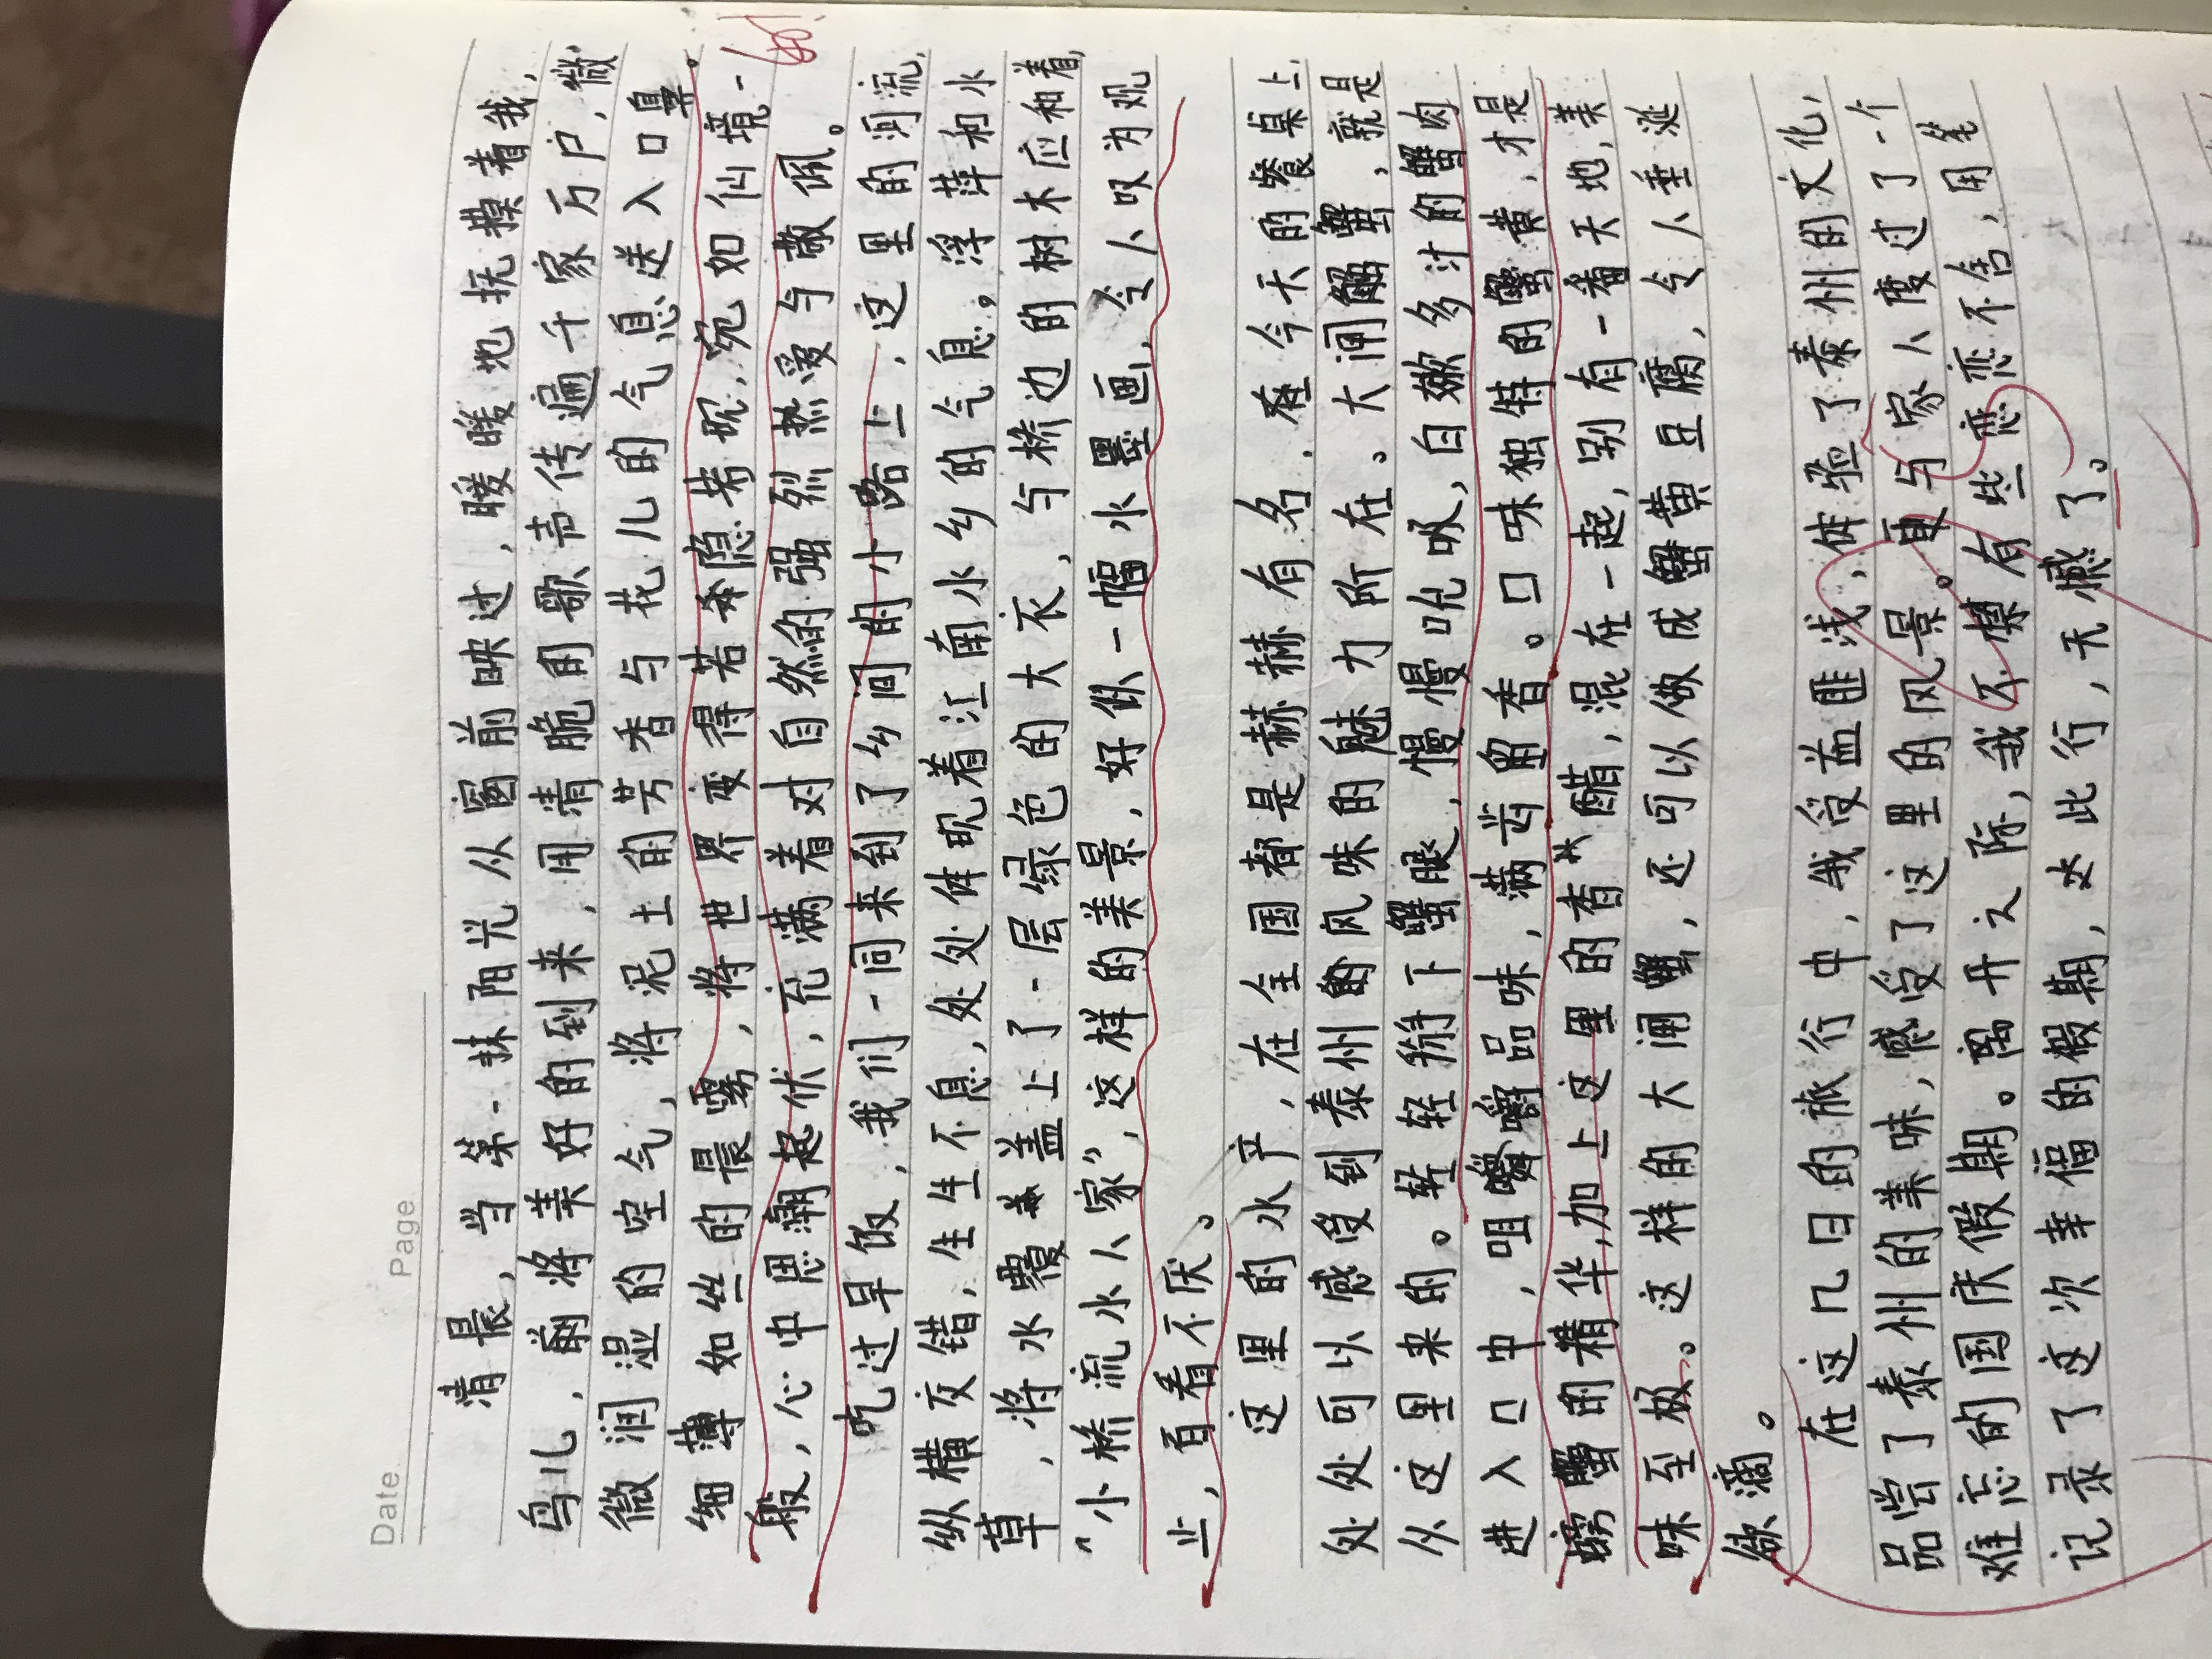 Date Page
清晨，当第一抹阳光从窗前映过，暖暖地抚摸着我，
鸟儿，将美好的到来，用清脆的歌声传遍千家万户，微
微润湿的空气，将泥土的芳香与花儿的气息送入口鼻。
细薄如丝的晨雾，将世界变得若隐若现，宛如仙境一
般，心中思潮起伏，充满着对自然的强烈热爱与敬佩。
吃过早饭，我们一同来到了乡间的小路上，这里的河流，
纵横交错，生生不息，处处体现着江南水乡的气息。浮萍和水
草，将水覆盖上了一层绿色的大衣，与桥边的树木应和着，
“小桥流水人家”，这样的美景，好似一幅水墨画，令人叹为观
止，百看不厌。
这里的水产，在全国都是赫赫有名，在今天的餐桌上，
处处可以感受到泰州的风味的魅力所在。大闸蟹，就是
从这里来的。轻轻掰下蟹腿，慢慢吮吸，白嫩多汁的蟹肉
进入口中，咀嚼品味，满齿留香。口味独特的蟹黄，才是
螃蟹的精华，加上这里的香醋，混在一起，别有一番天地，美
味至极。这样的大闸蟹，还可以做成蟹黄豆腐，令人垂涎
欲滴。
在这几日的旅行中，我受益匪浅，体验了泰州的文化，
品尝了泰州的美味，感受了这里的风景。更与家人度过了一个
难忘的国庆假期。离开之际，我不禁有些恋恋不舍，用笔
记录了这次幸福的假期，此行，无憾了。